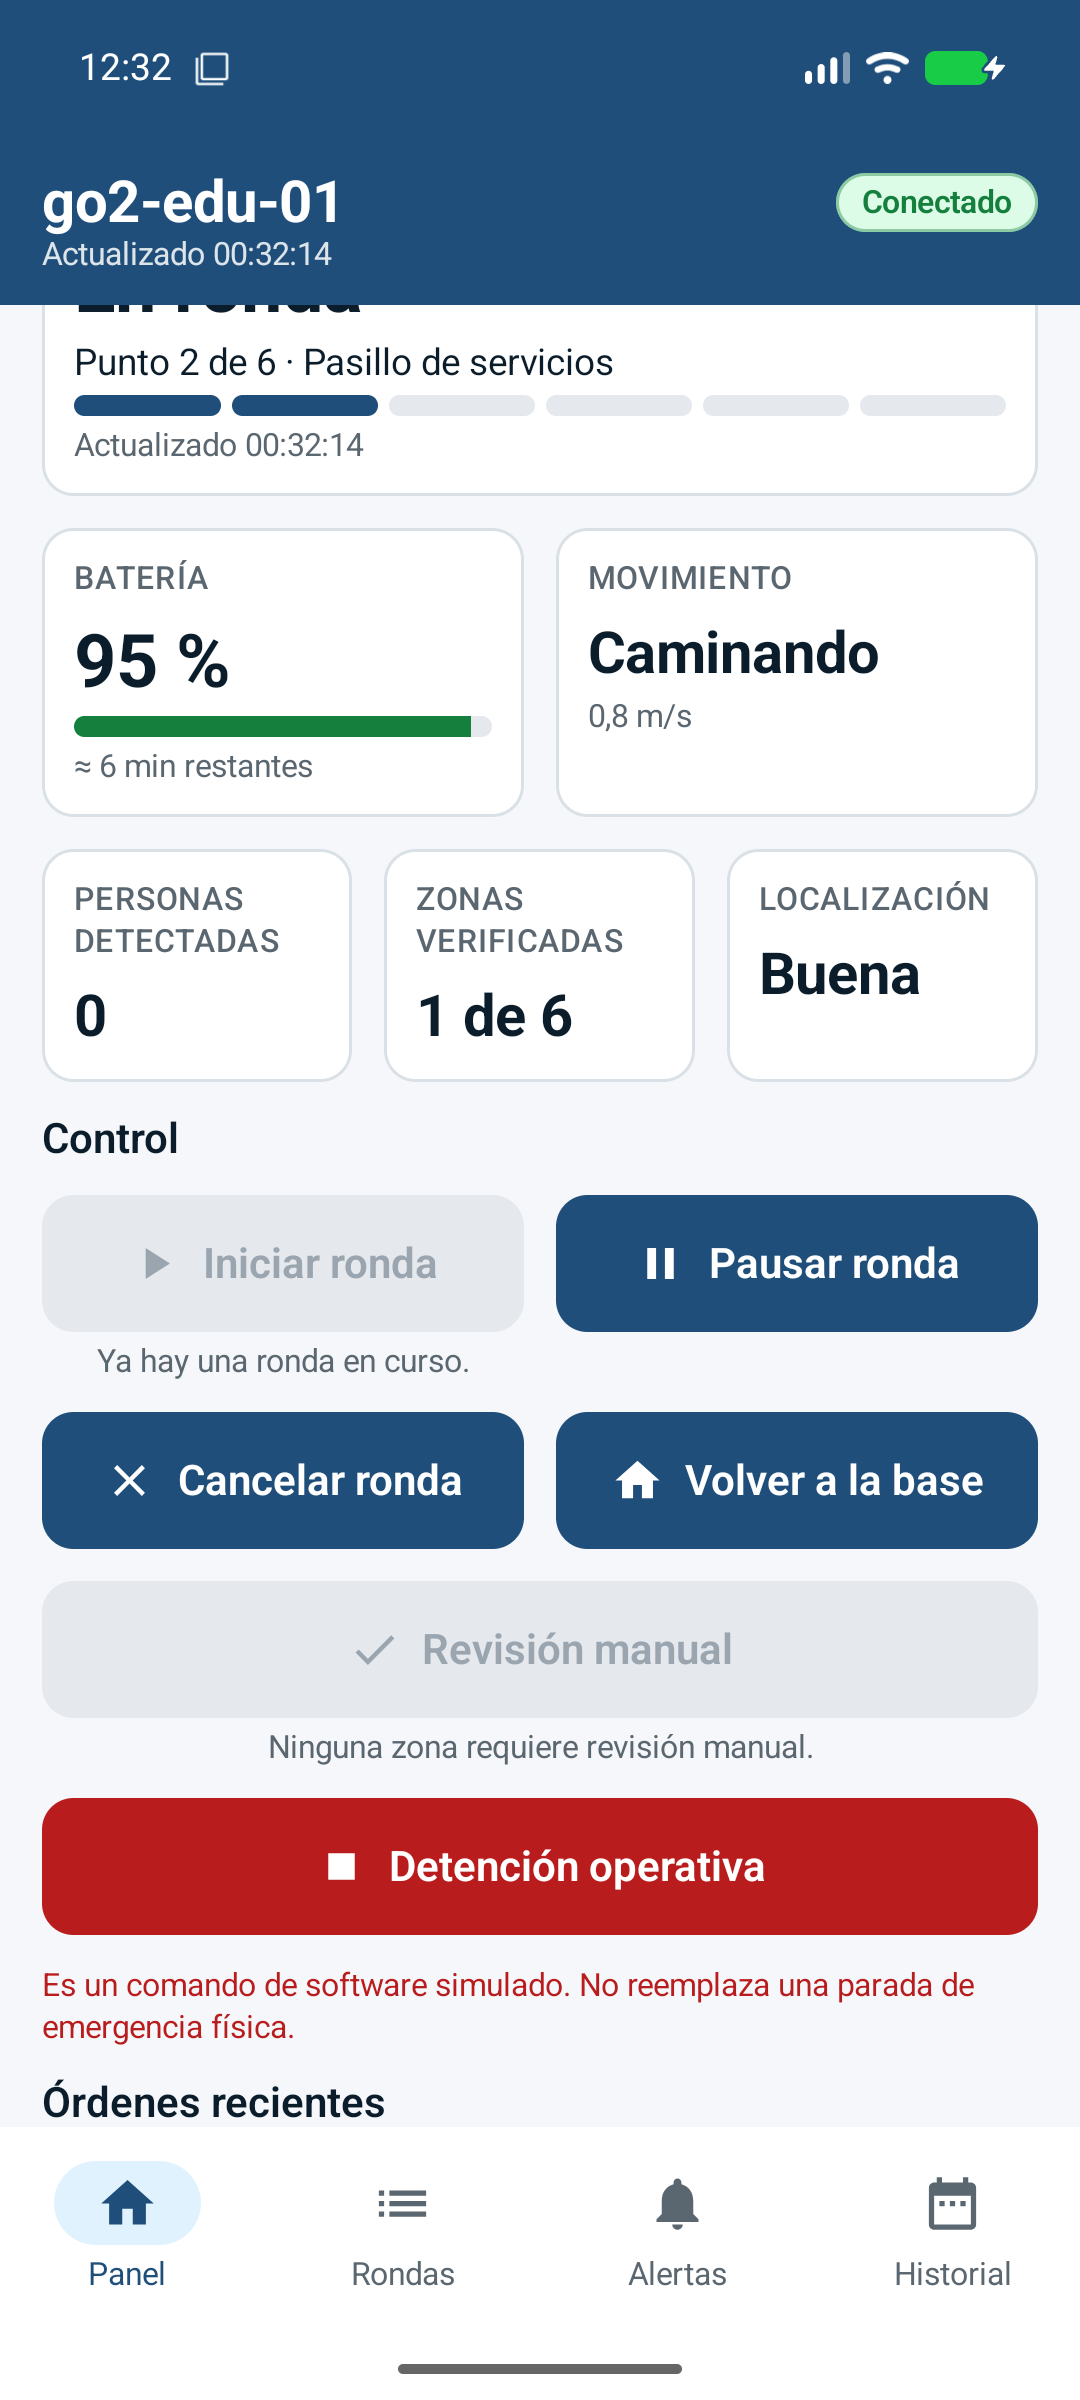 12:32
go2-edu-01
Conectado
Actualizado 00:32:14
En ronda
Punto 2 de 6 · Pasillo de servicios
Actualizado 00:32:14
BATERÍA
95 %
≈ 6 min restantes
MOVIMIENTO
Caminando
0,8 m/s
PERSONAS
DETECTADAS
0
ZONAS
VERIFICADAS
1 de 6
LOCALIZACIÓN
Buena
Control
Iniciar ronda
Pausar ronda
Ya hay una ronda en curso.
Cancelar ronda
Volver a la base
Revisión manual
Ninguna zona requiere revisión manual.
Detención operativa
Es un comando de software simulado. No reemplaza una parada de
emergencia física.
Órdenes recientes
Panel
Rondas
Alertas
Historial